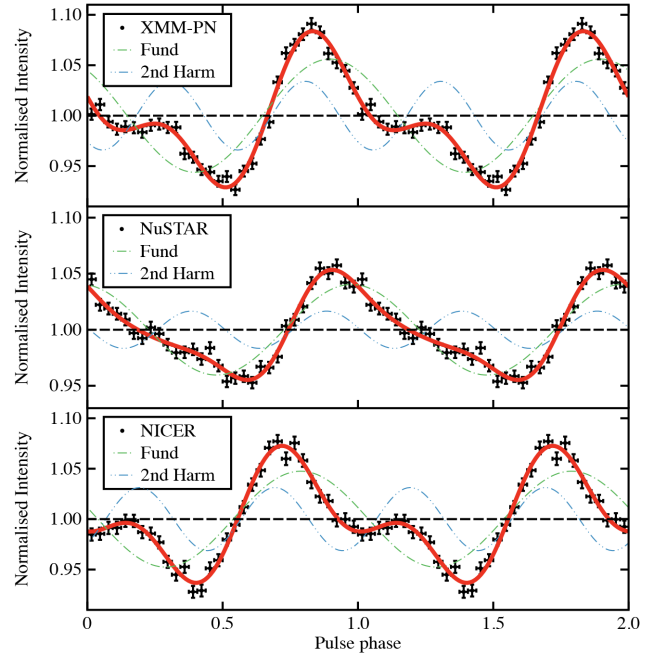 1.10
1.05
1.00
0.95
Normalised Intensity
XMM-PN
Fund
2nd Harm
1.10
1.05
1.00
0.95
Normalised Intensity
NuSTAR
Fund
2nd Harm
1.10
1.05
1.00
0.95
Normalised Intensity
NICER
Fund
2nd Harm
0 0.5 1.0 1.5 2.0
Pulse phase